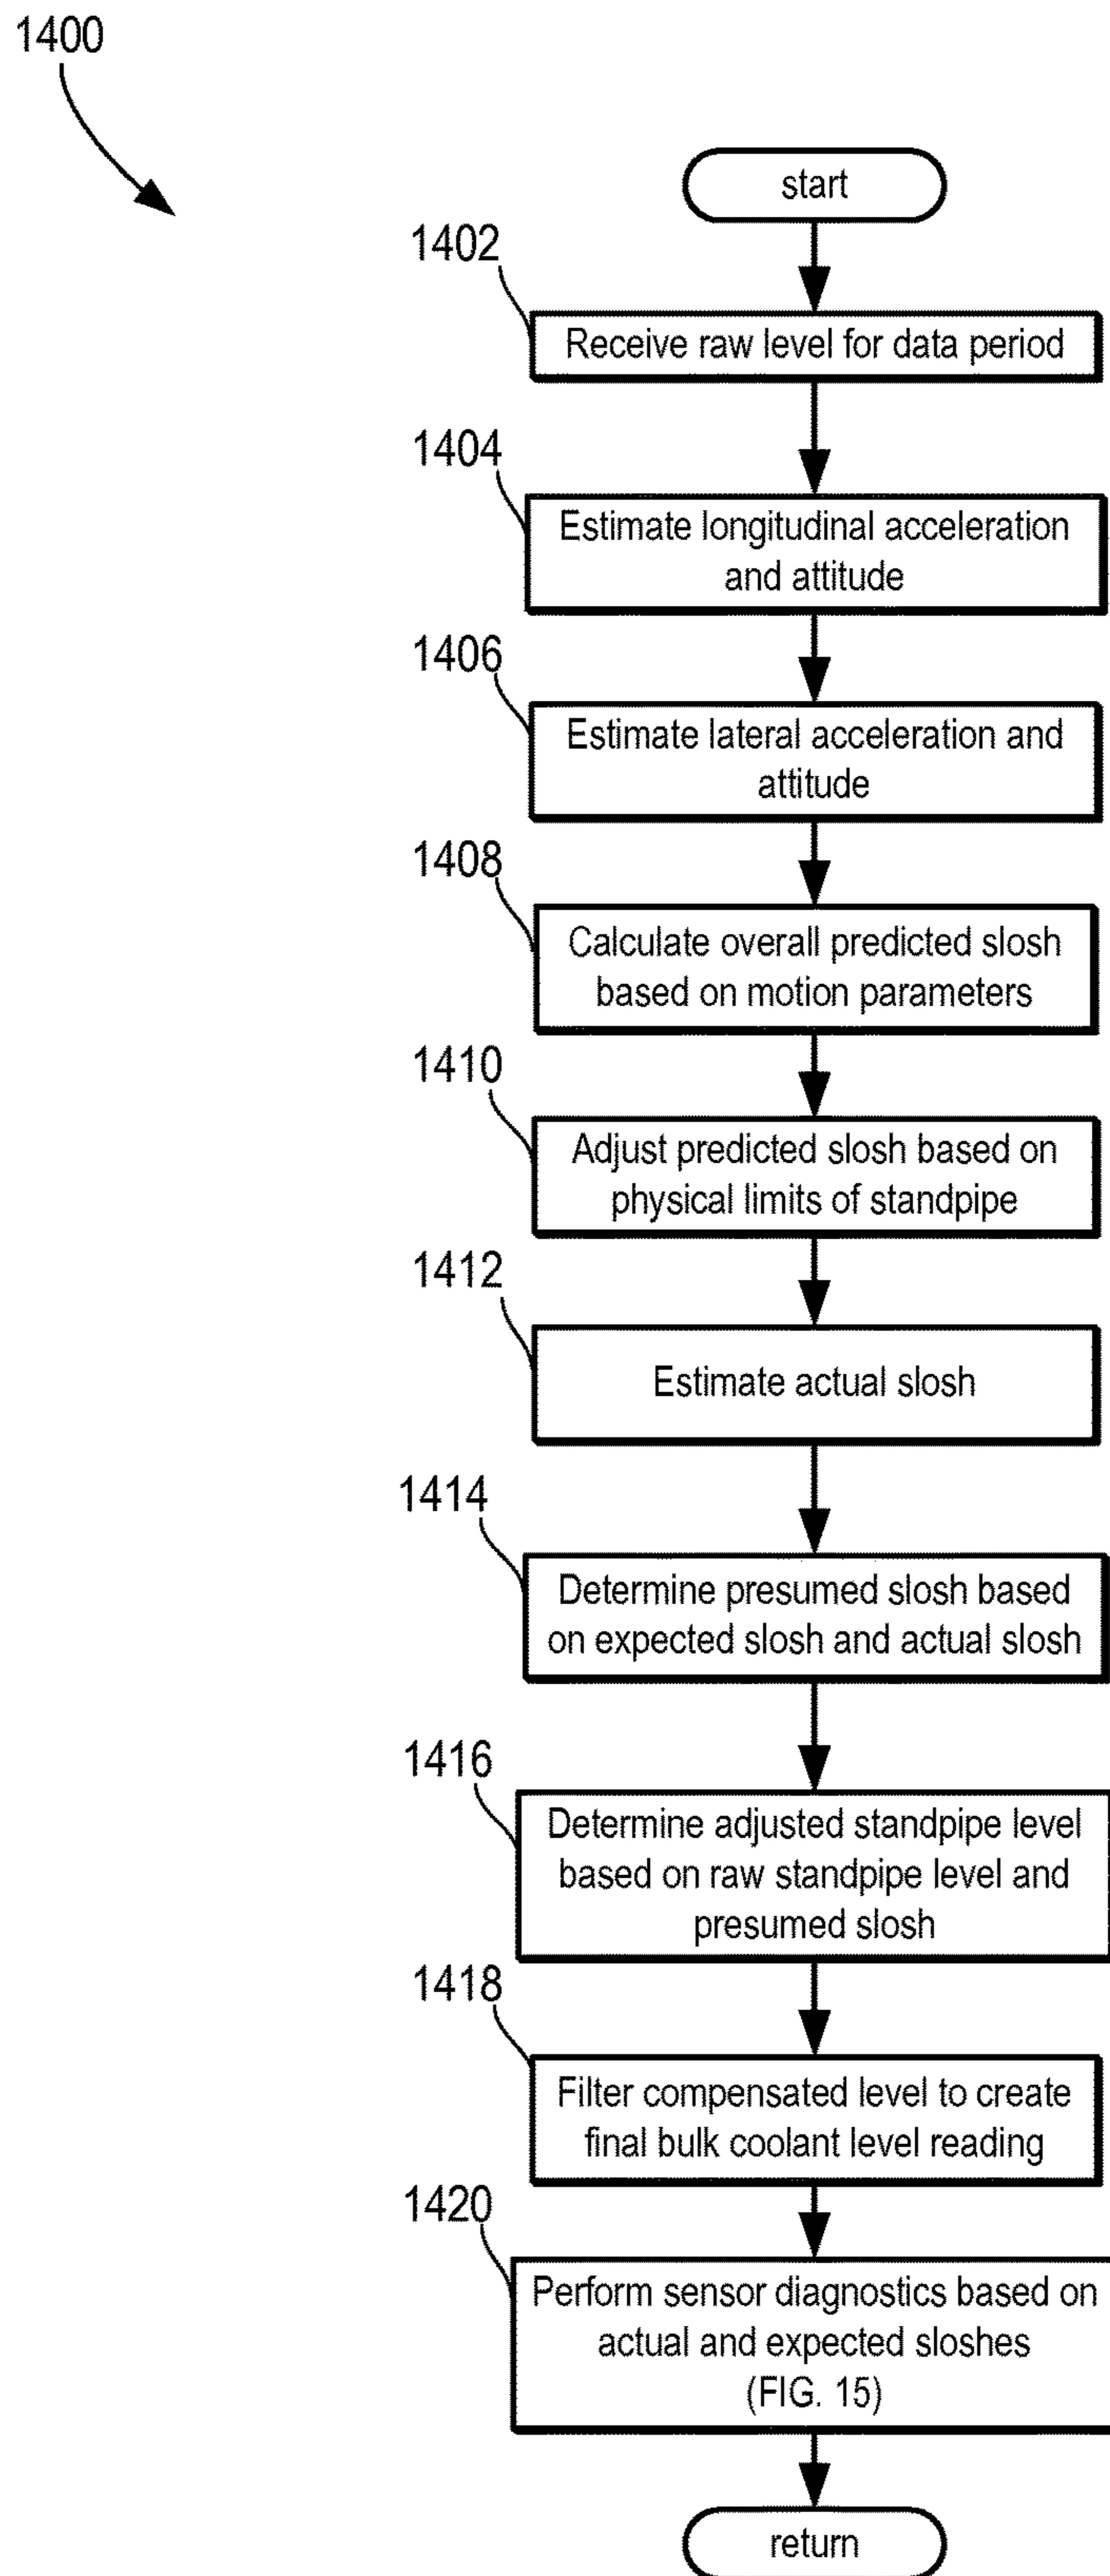 1400
start
1402
Receive raw level for data period
1404
Estimate longitudinal acceleration
and attitude
1406
Estimate lateral acceleration and
attitude
1408
Calculate overall predicted slosh
based on motion parameters
1410
Adjust predicted slosh based on
physical limits of standpipe
1412
Estimate actual slosh
1414
Determine presumed slosh based
on expected slosh and actual slosh
1416
Determine adjusted standpipe level
based on raw standpipe level and
presumed slosh
1418
Filter compensated level to create
final bulk coolant level reading
1420
Perform sensor diagnostics based on
actual and expected sloshes
(FIG. 15)
return